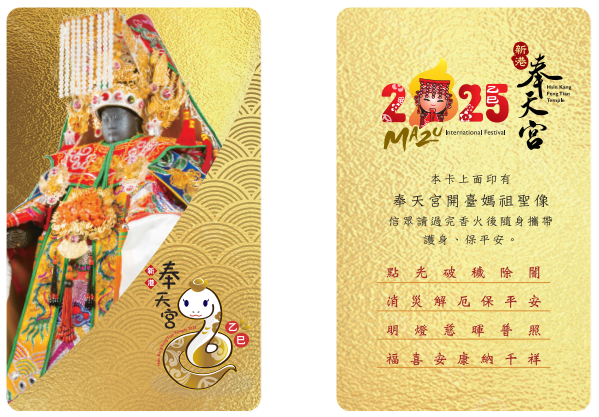 新港
奉天宮
乙巳
新港
奉天宮
Hsin Kang
Feng Tian
Temple
2025
乙巳
MAZU
International Festival
本卡上面印有
奉天宮開臺媽祖聖像
信眾請過完香火後隨身攜帶
護身、保平安。
點光破穢除闇
消災解厄保平安
明燈慈暉普照
福喜安康納千祥